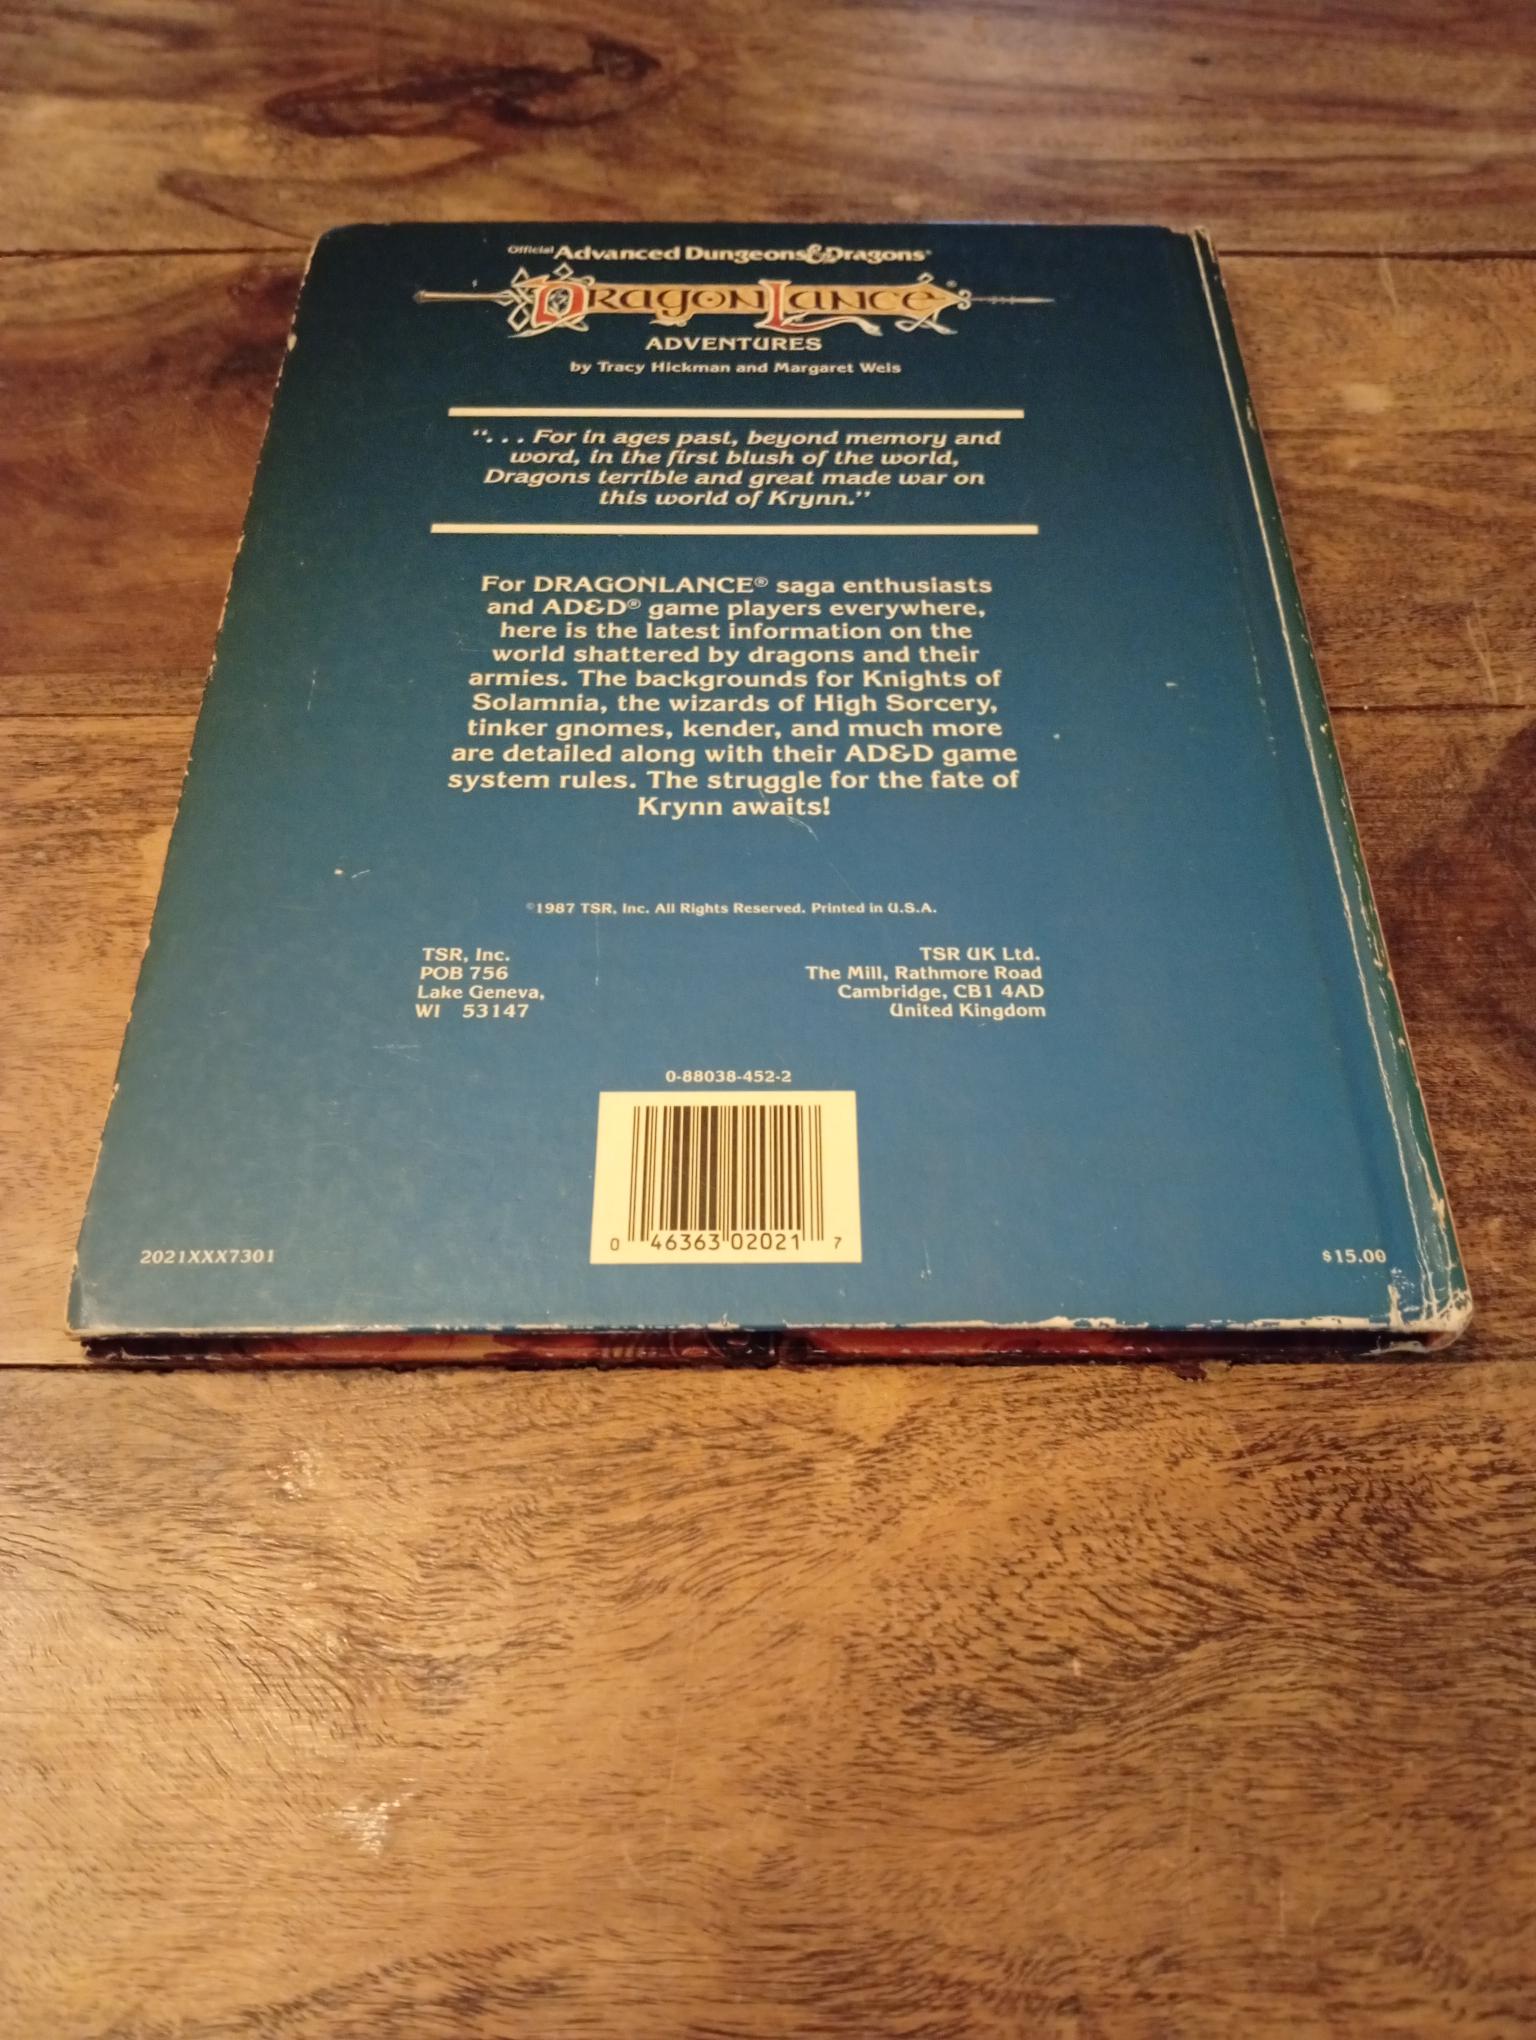 Official Advanced Dungeons & Dragons®
DRAGONLANCE®
ADVENTURES
by Tracy Hickman and Margaret Weis
“. . . For in ages past, beyond memory and
word, in the first blush of the world,
Dragons terrible and great made war on
this world of Krynn.”
For DRAGONLANCE® saga enthusiasts
and AD&D® game players everywhere,
here is the latest information on the
world shattered by dragons and their
armies. The backgrounds for Knights of
Solamnia, the wizards of High Sorcery,
tinker gnomes, kender, and much more
are detailed along with their AD&D game
system rules. The struggle for the fate of
Krynn awaits!
©1987 TSR, Inc. All Rights Reserved. Printed in U.S.A.
TSR, Inc.
POB 756
Lake Geneva,
WI 53147
TSR UK Ltd.
The Mill, Rathmore Road
Cambridge, CB1 4AD
United Kingdom
0-88038-452-2
0 46363 02021 7
2021XXX7301
$15.00